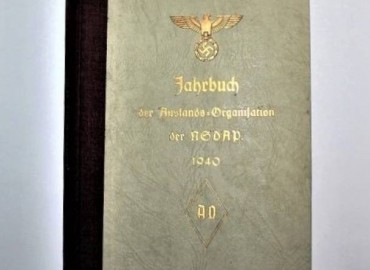 Jahrbuch
der Auslands-Organisation
der NSDAP.
1940
AO